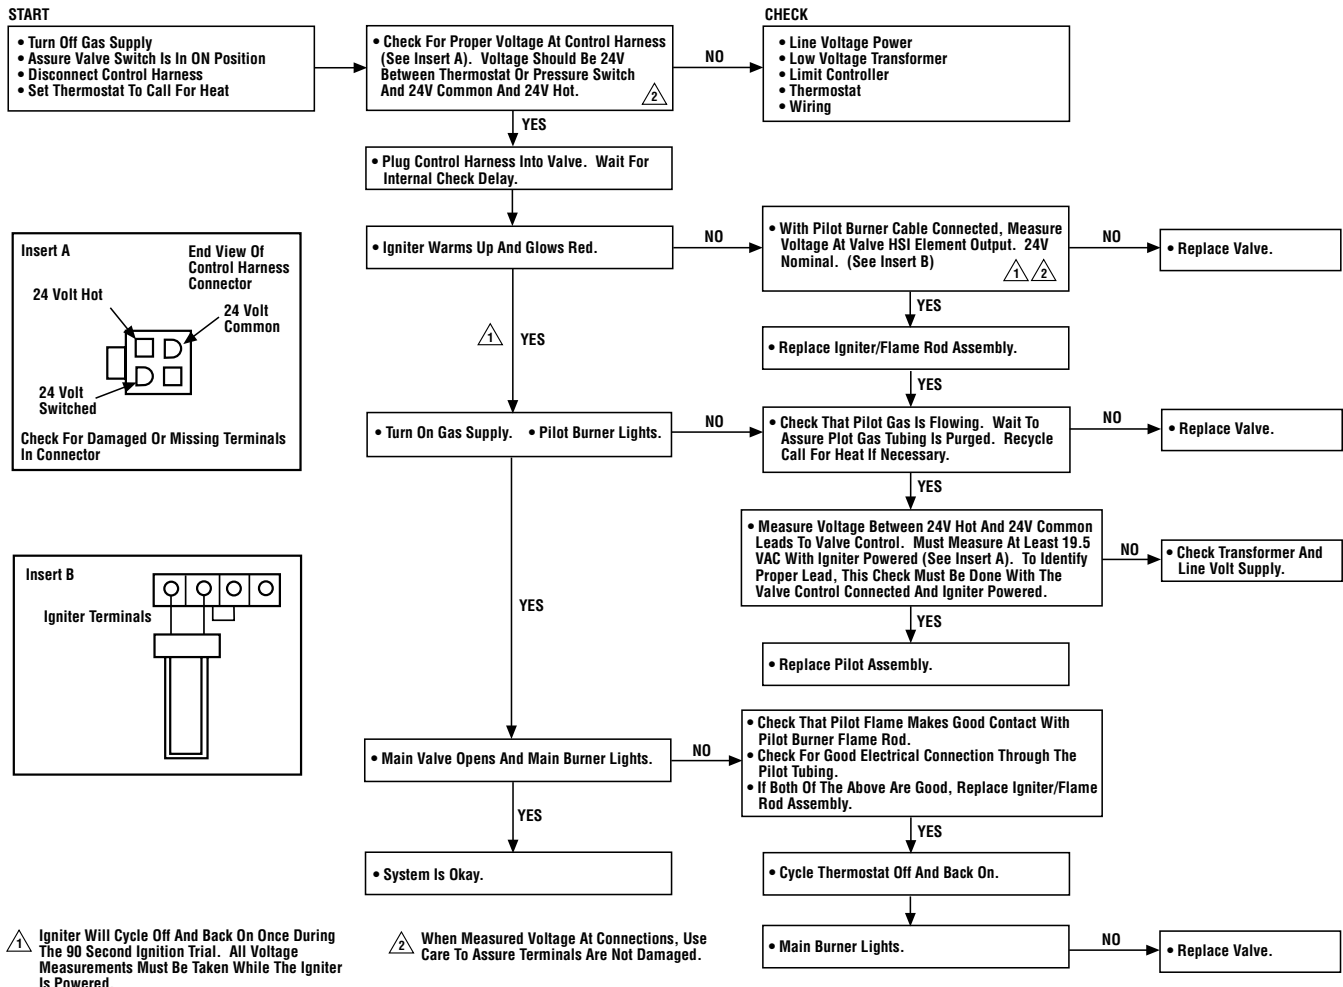 START
• Turn Off Gas Supply
• Assure Valve Switch Is In ON Position
• Disconnect Control Harness
• Set Thermostat To Call For Heat
• Check For Proper Voltage At Control Harness
(See Insert A). Voltage Should Be 24V
Between Thermostat Or Pressure Switch
And 24V Common And 24V Hot.
2
NO
CHECK
• Line Voltage Power
• Low Voltage Transformer
• Limit Controller
• Thermostat
• Wiring
YES
• Plug Control Harness Into Valve. Wait For
Internal Check Delay.
• Igniter Warms Up And Glows Red.
NO
• With Pilot Burner Cable Connected, Measure
Voltage At Valve HSI Element Output. 24V
Nominal. (See Insert B)
1 2
NO
• Replace Valve.
YES
• Replace Igniter/Flame Rod Assembly.
YES
1
YES
• Turn On Gas Supply. • Pilot Burner Lights.
NO
• Check That Pilot Gas Is Flowing. Wait To
Assure Plot Gas Tubing Is Purged. Recycle
Call For Heat If Necessary.
NO
• Replace Valve.
YES
• Measure Voltage Between 24V Hot And 24V Common
Leads To Valve Control. Must Measure At Least 19.5
VAC With Igniter Powered (See Insert A). To Identify
Proper Lead, This Check Must Be Done With The
Valve Control Connected And Igniter Powered.
NO
• Check Transformer And
Line Volt Supply.
YES
• Replace Pilot Assembly.
YES
• Main Valve Opens And Main Burner Lights.
NO
• Check That Pilot Flame Makes Good Contact With
Pilot Burner Flame Rod.
• Check For Good Electrical Connection Through The
Pilot Tubing.
• If Both Of The Above Are Good, Replace Igniter/Flame
Rod Assembly.
YES
• System Is Okay.
YES
• Cycle Thermostat Off And Back On.
• Main Burner Lights.
NO
• Replace Valve.
Insert A
End View Of
Control Harness
Connector
24 Volt Hot
24 Volt
Common
24 Volt
Switched
Check For Damaged Or Missing Terminals
In Connector
Insert B
Igniter Terminals
1 Igniter Will Cycle Off And Back On Once During
The 90 Second Ignition Trial. All Voltage
Measurements Must Be Taken While The Igniter
Is Powered
2 When Measured Voltage At Connections, Use
Care To Assure Terminals Are Not Damaged.